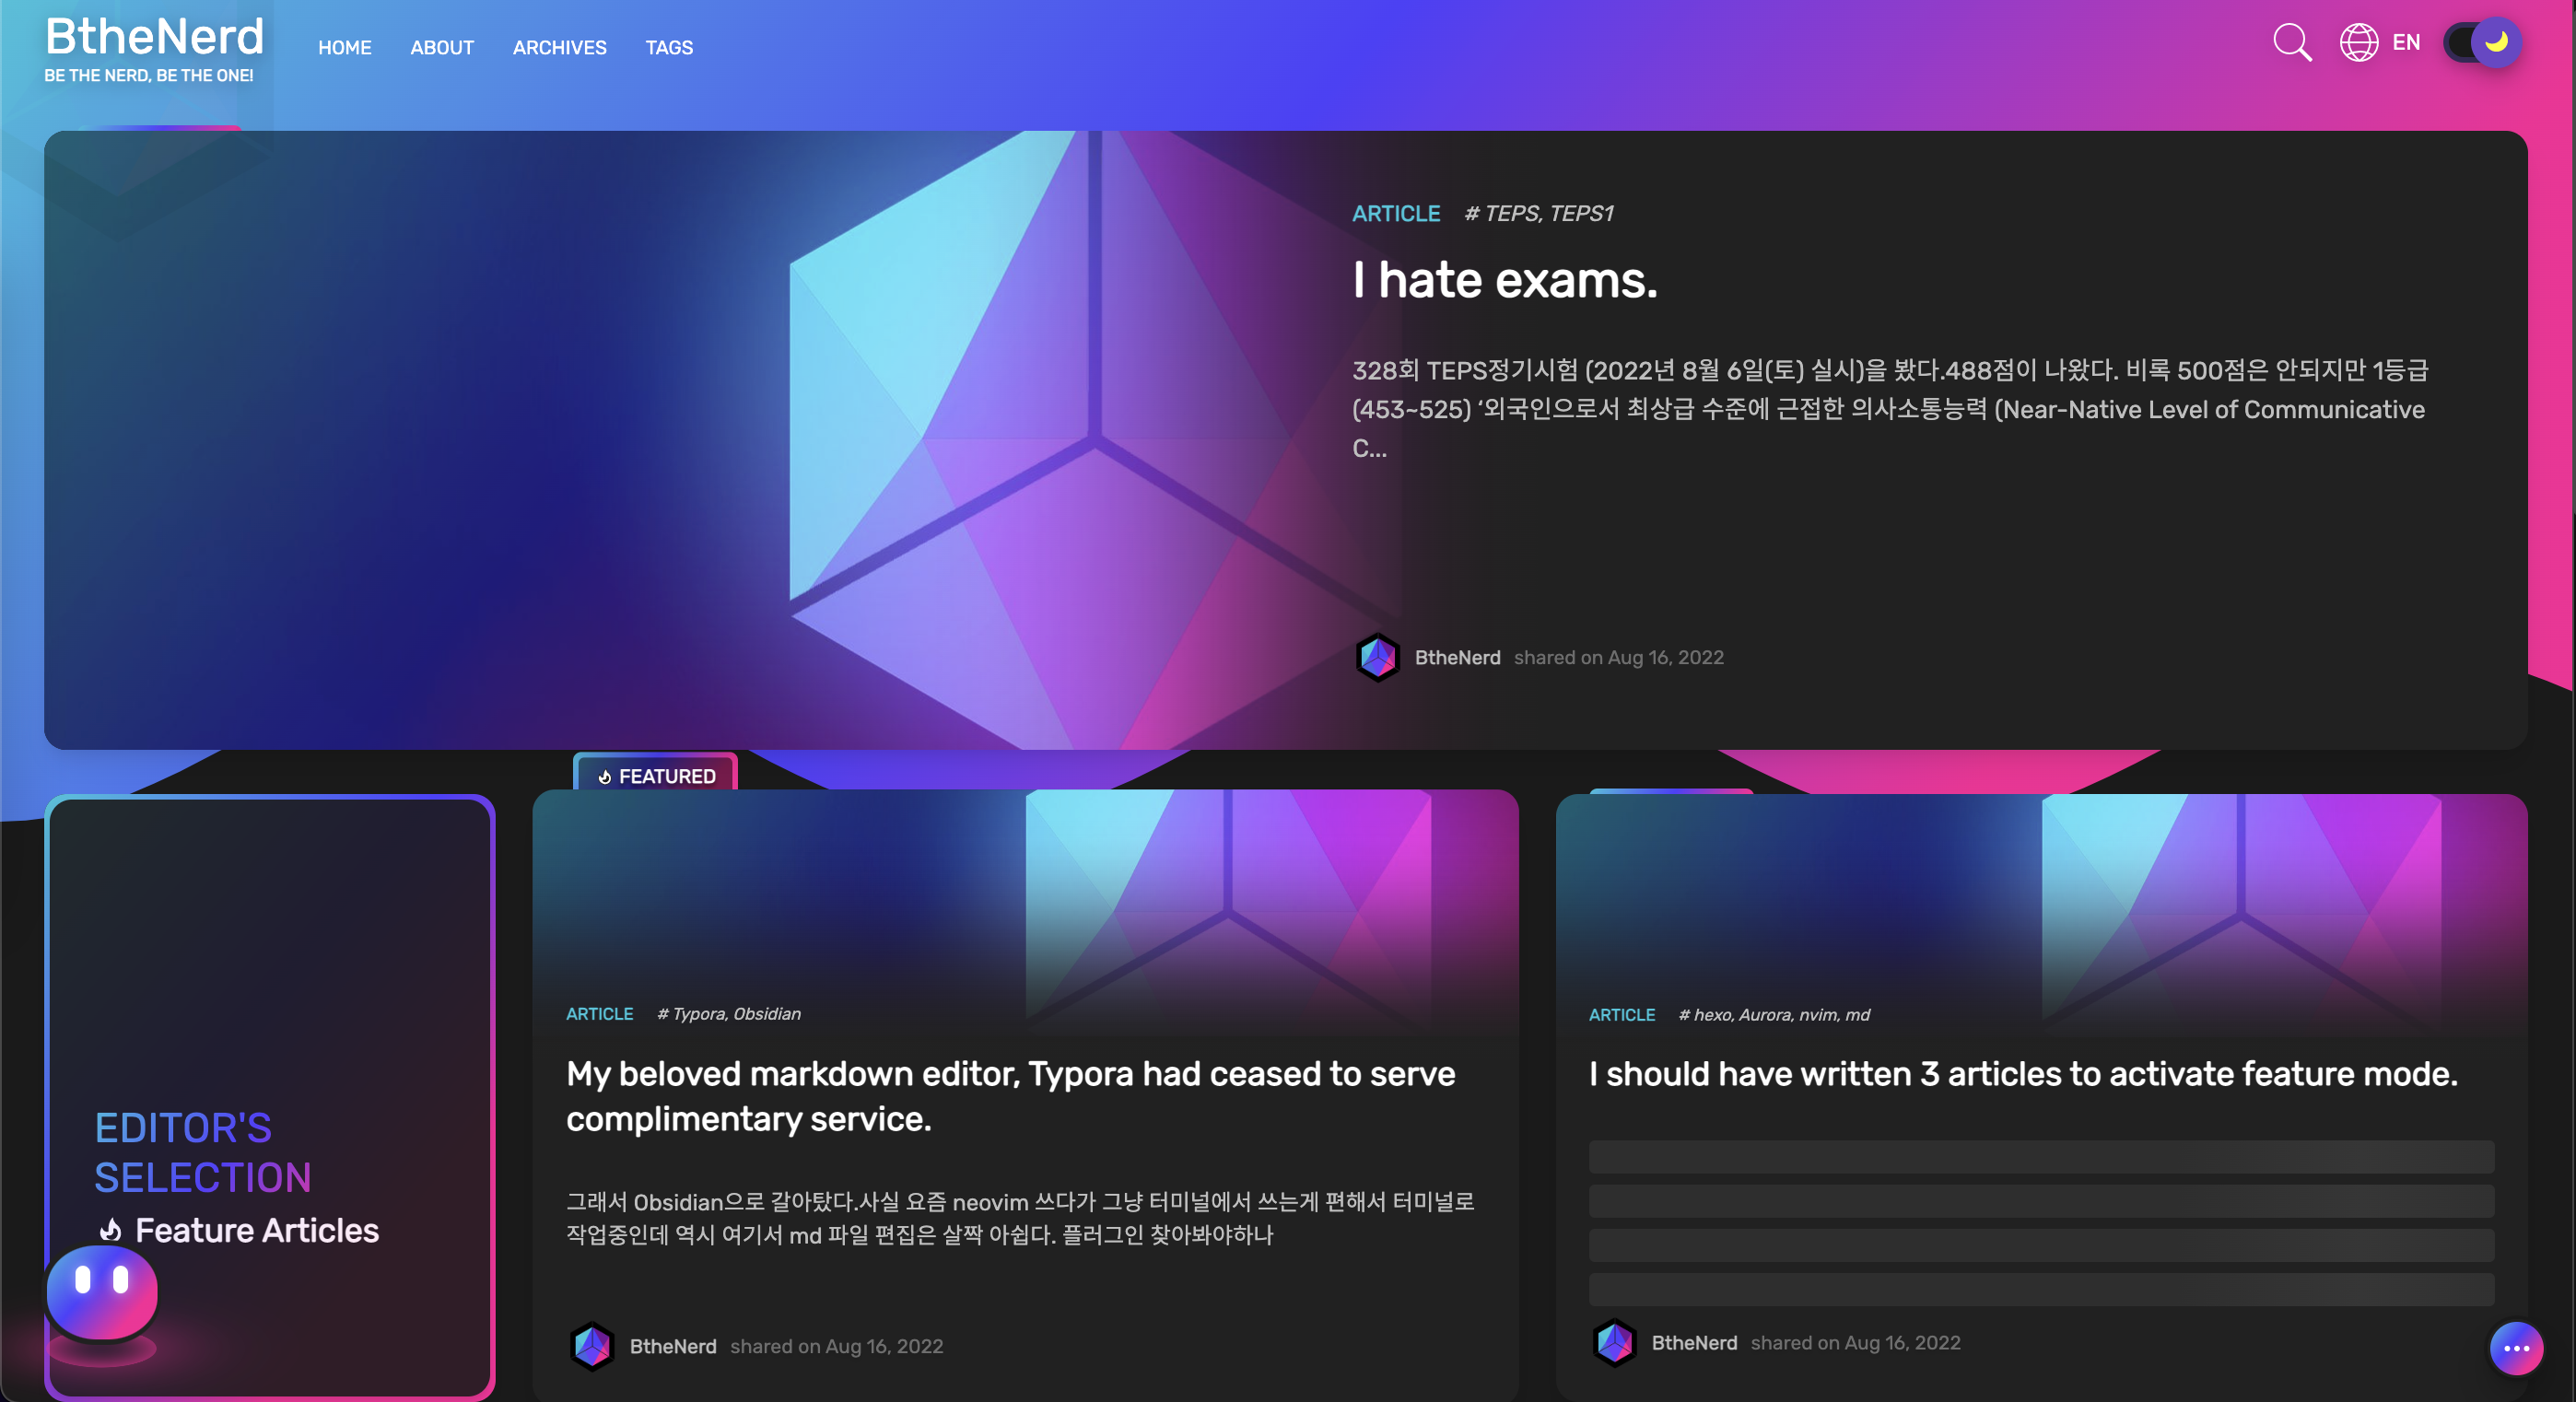 BtheNerd
BE THE NERD, BE THE ONE!
HOME ABOUT ARCHIVES TAGS
EN
ARTICLE # TEPS, TEPS1
I hate exams.
328회 TEPS정기시험 (2022년 8월 6일(토) 실시)을 봤다.488점이 나왔다. 비록 500점은 안되지만 1등급
(453~525) ‘외국인으로서 최상급 수준에 근접한 의사소통능력 (Near-Native Level of Communicative
C...
BtheNerd shared on Aug 16, 2022
EDITOR'S
SELECTION
Feature Articles
FEATURED
ARTICLE # Typora, Obsidian
My beloved markdown editor, Typora had ceased to serve
complimentary service.
그래서 Obsidian으로 갈아탔다.사실 요즘 neovim 쓰다가 그냥 터미널에서 쓰는게 편해서 터미널로
작업중인데 역시 여기서 md 파일 편집은 살짝 아쉽다. 플러그인 찾아봐야하나
BtheNerd shared on Aug 16, 2022
ARTICLE # hexo, Aurora, nvim, md
I should have written 3 articles to activate feature mode.
BtheNerd shared on Aug 16, 2022